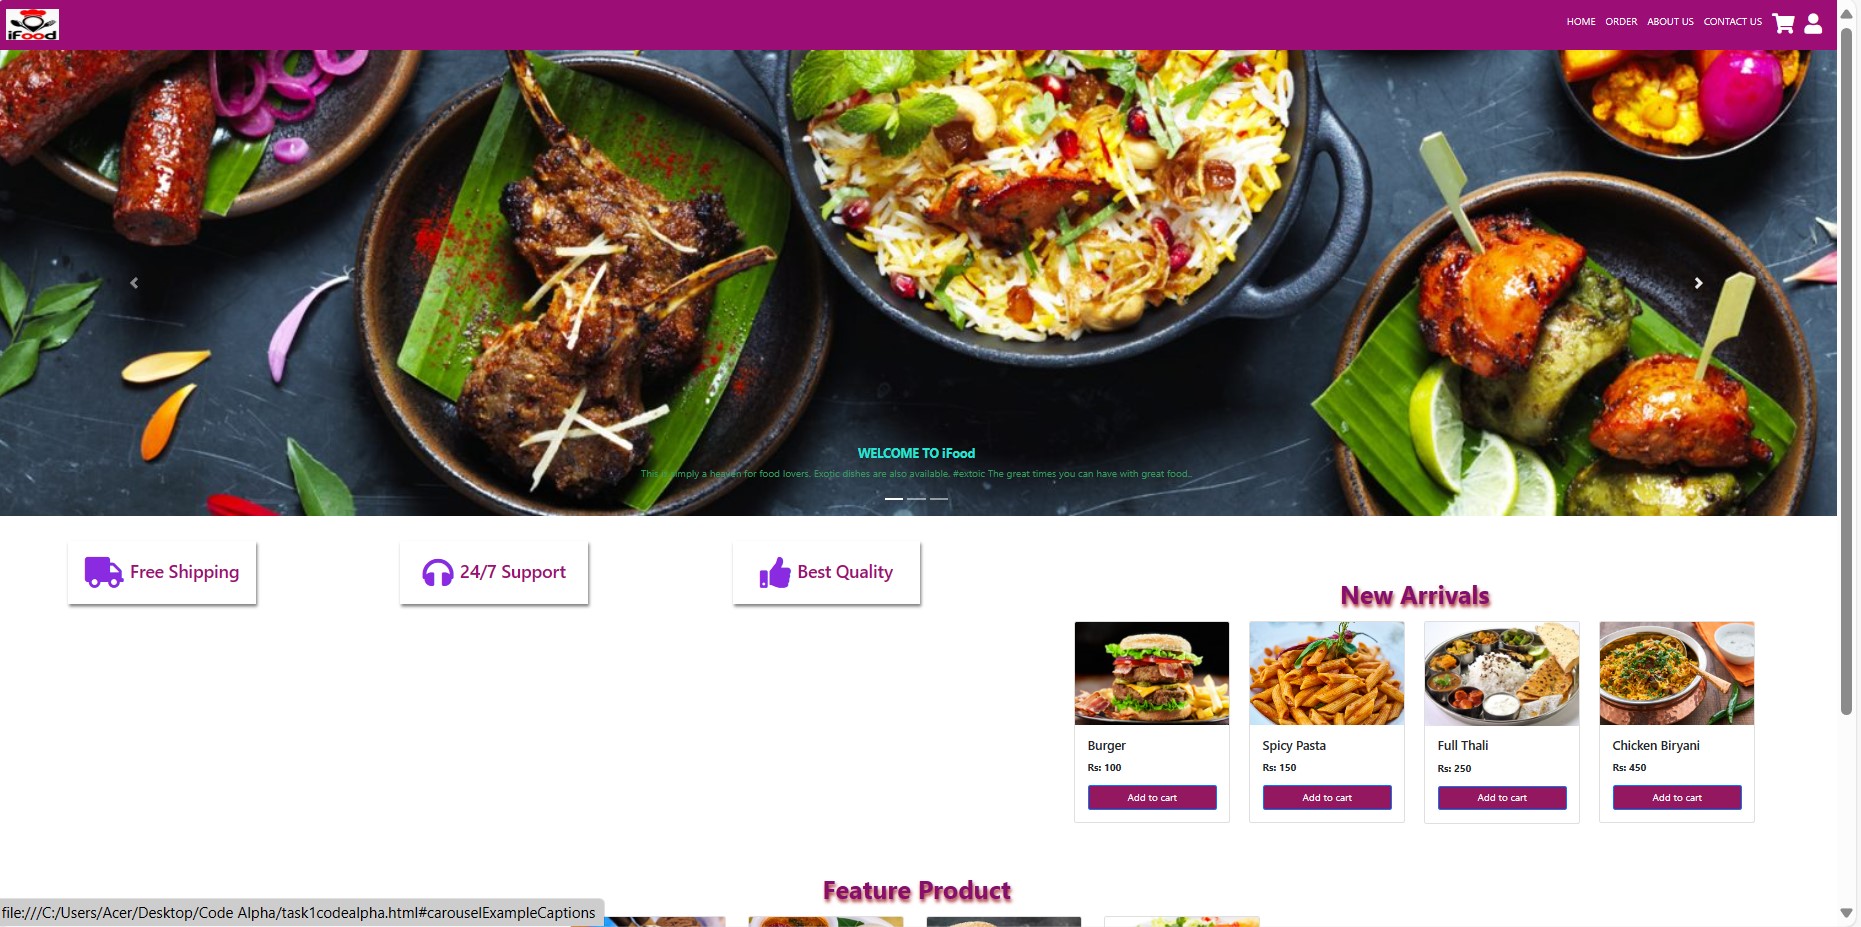 iFood
HOME ORDER ABOUT US CONTACT US
WELCOME TO iFood
This is simply a heaven for food lovers. Exotic dishes are also available. #extoic The great times you can have with great food..
Free Shipping
24/7 Support
Best Quality
New Arrivals
Burger
Rs: 100
Add to cart
Spicy Pasta
Rs: 150
Add to cart
Full Thali
Rs: 250
Add to cart
Chicken Biryani
Rs: 450
Add to cart
Feature Product
file:///C:/Users/Acer/Desktop/Code Alpha/task1codealpha.html#carouselExampleCaptions